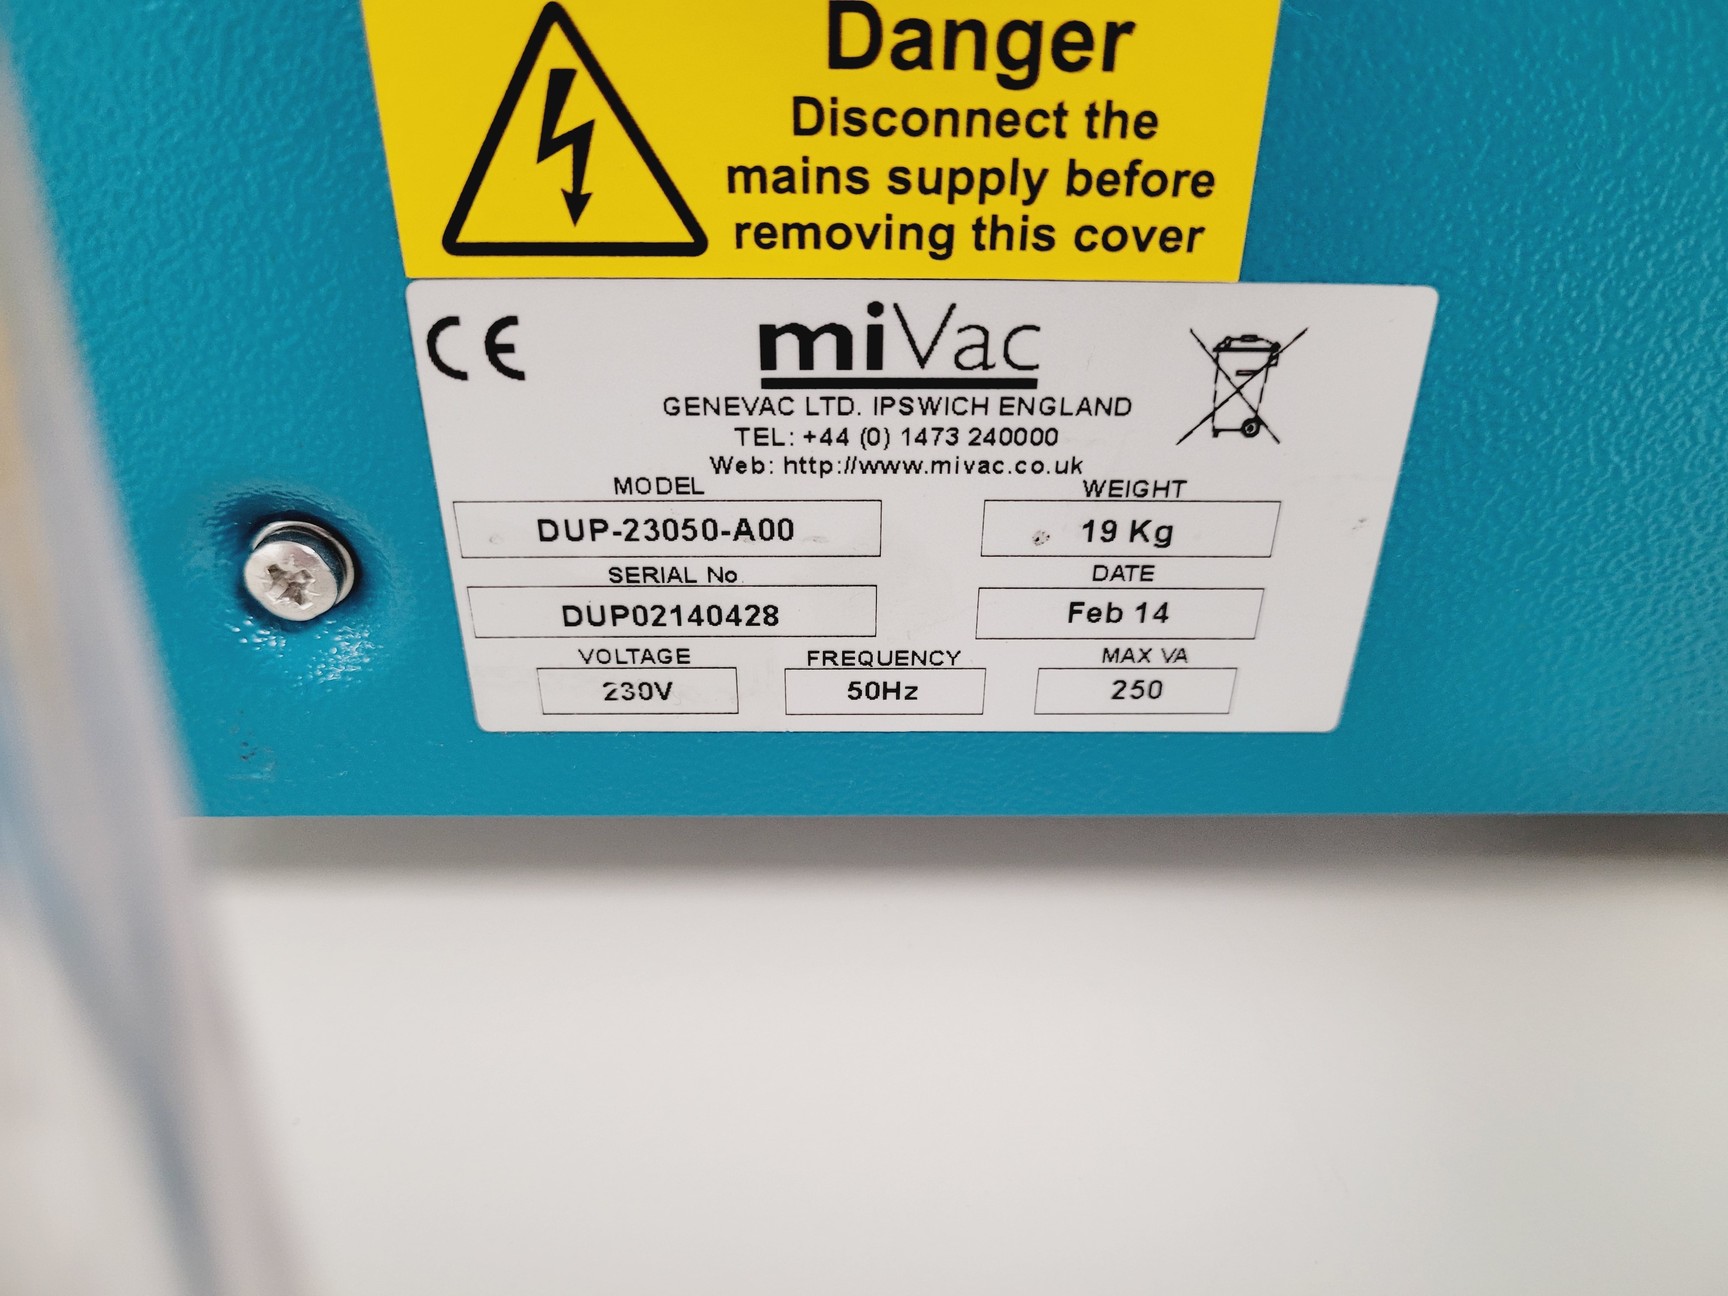 Danger
Disconnect the
mains supply before
removing this cover
CE
miVac
GENEVAC LTD. IPSWICH ENGLAND
TEL: +44 (0) 1473 240000
Web: http://www.mivac.co.uk
MODEL WEIGHT
DUP-23050-A00 19 Kg
SERIAL No DATE
DUP02140428 Feb 14
VOLTAGE FREQUENCY MAX VA
230V 50Hz 250